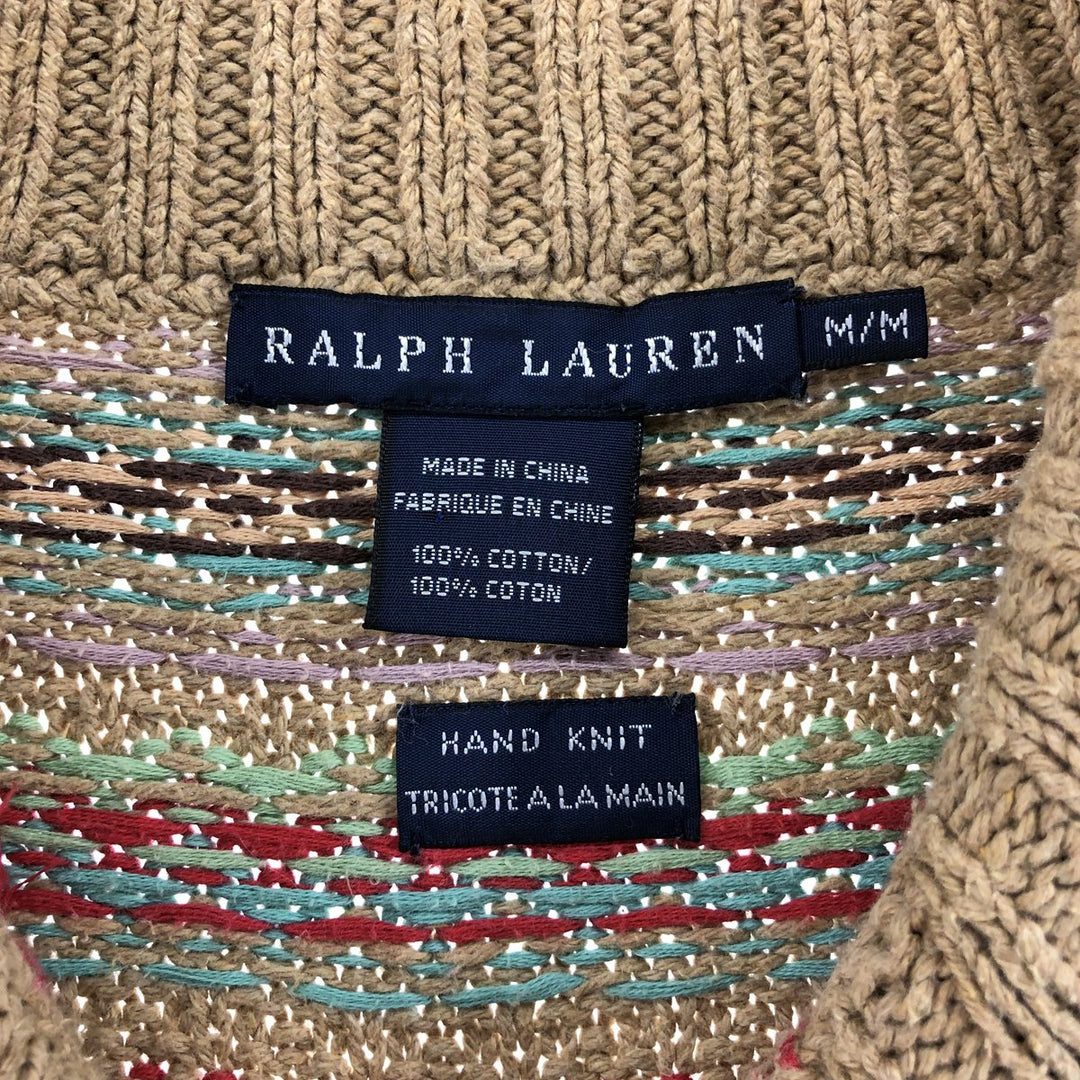 RALPH LAUREN
M/M
MADE IN CHINA
FABRIQUE EN CHINE
100% COTTON/
100% COTON
HAND KNIT
TRICOTE A LA MAIN